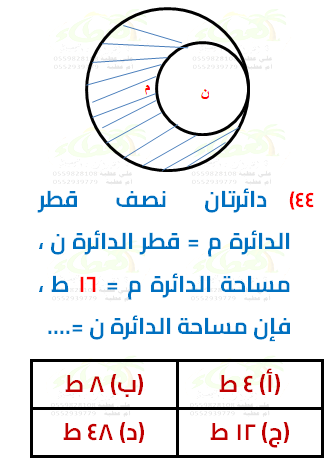 م
ن
٤٤) دائرتان نصف قطر
الدائرة م = قطر الدائرة ن ،
مساحة الدائرة م = ١٦ ط ،
فإن مساحة الدائرة ن =....
(أ) ٤ ط (ب) ٨ ط
(ج) ١٢ ط (د) ٤٨ ط